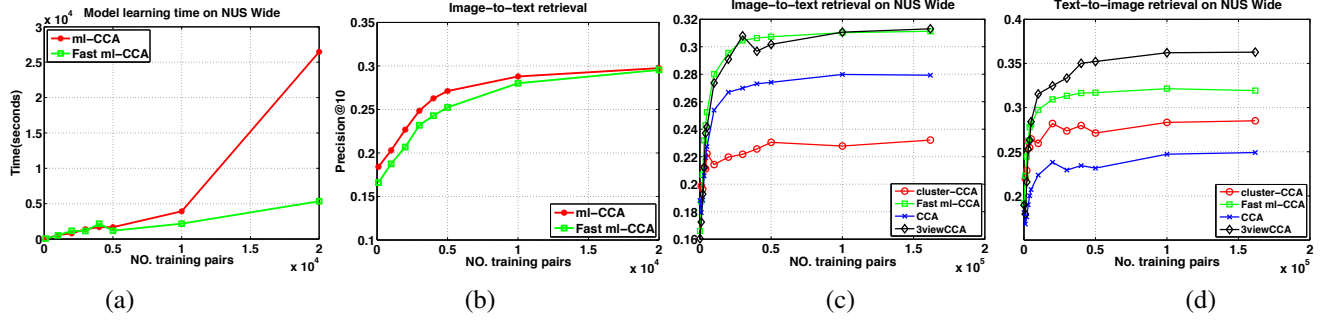 Model learning time on NUS Wide
x 10^4
3
2.5
2
1.5
1
0.5
0
Time(seconds)
ml-CCA
Fast ml-CCA
0 0.5 1 1.5 2
NO. training pairs
x 10^4
(a)
Image-to-text retrieval
0.4
0.3
0.2
0.1
Precision@10
ml-CCA
Fast ml-CCA
0 0.5 1 1.5 2
NO. training pairs
x 10^4
(b)
Image-to-text retrieval on NUS Wide
0.32
0.3
0.28
0.26
0.24
0.22
0.2
0.18
0.16
cluster-CCA
Fast ml-CCA
CCA
3viewCCA
0 0.5 1 1.5 2
NO. training pairs
x 10^5
(c)
Text-to-image retrieval on NUS Wide
0.4
0.35
0.3
0.25
0.2
cluster-CCA
Fast ml-CCA
CCA
3viewCCA
0 0.5 1 1.5 2
NO. training pairs
x 10^5
(d)